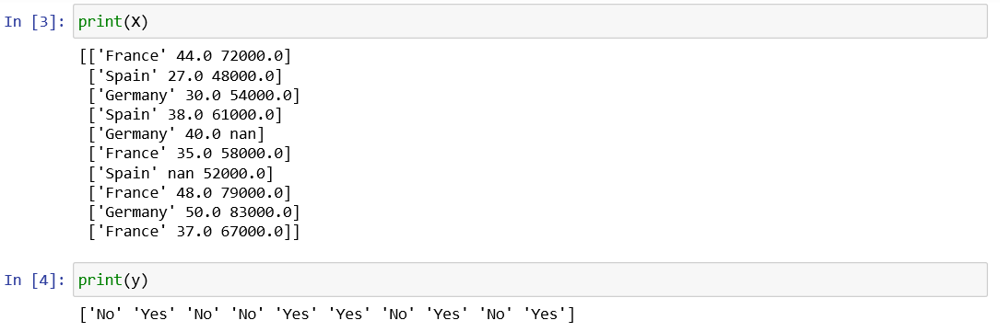 In [3]: print(X)
[['France' 44.0 72000.0]
['Spain' 27.0 48000.0]
['Germany' 30.0 54000.0]
['Spain' 38.0 61000.0]
['Germany' 40.0 nan]
['France' 35.0 58000.0]
['Spain' nan 52000.0]
['France' 48.0 79000.0]
['Germany' 50.0 83000.0]
['France' 37.0 67000.0]]
In [4]: print(y)
['No' 'Yes' 'No' 'No' 'Yes' 'Yes' 'No' 'Yes' 'No' 'Yes']